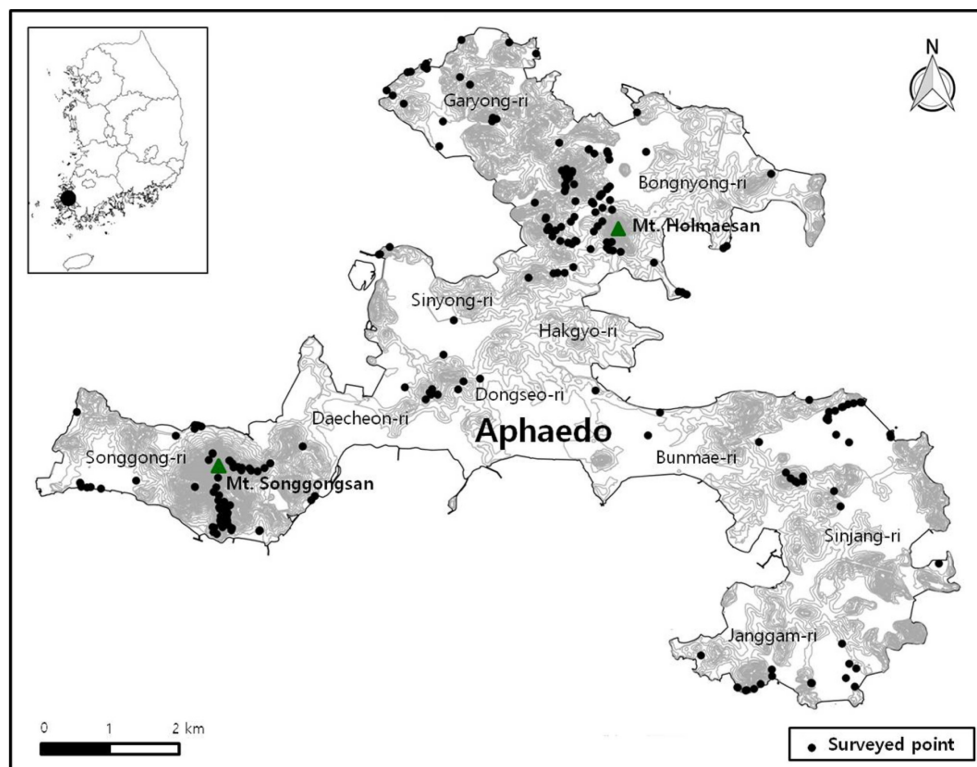 N
Garyong-ri
Bongnyong-ri
Mt. Holmaesan
Sinyong-ri
Hakgyo-ri
Dongseo-ri
Daecheon-ri
Aphaedo
Songgong-ri
Bunmae-ri
Mt. Songgongsan
Sinjang-ri
Janggam-ri
0 1 2 km
Surveyed point